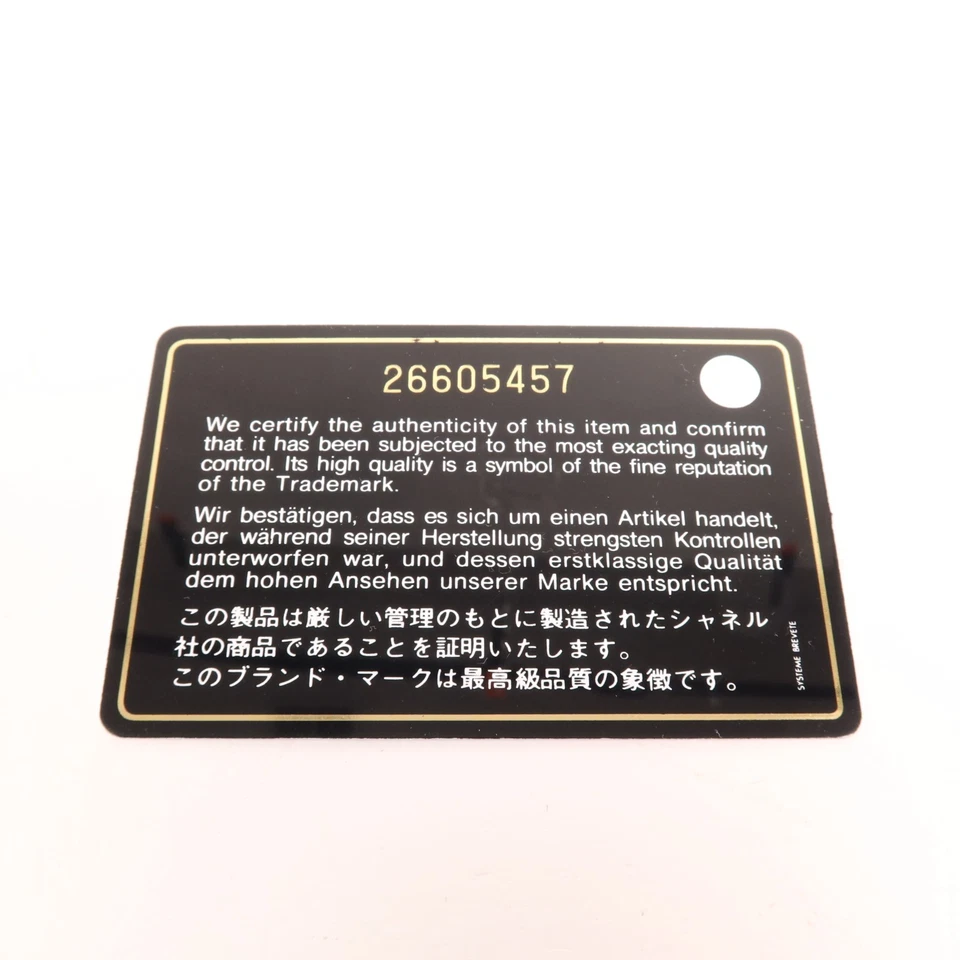 26605457
We certify the authenticity of this item and confirm
that it has been subjected to the most exacting quality
control. Its high quality is a symbol of the fine reputation
of the Trademark.
Wir bestätigen, dass es sich um einen Artikel handelt,
der während seiner Herstellung strengsten Kontrollen
unterworfen war, und dessen erstklassige Qualität
dem hohen Ansehen unserer Marke entspricht.
この製品は厳しい管理のもとに製造されたシャネル
社の商品であることを証明いたします。
このブランド・マークは最高級品質の象徴です。
SYSTEME BREVETE